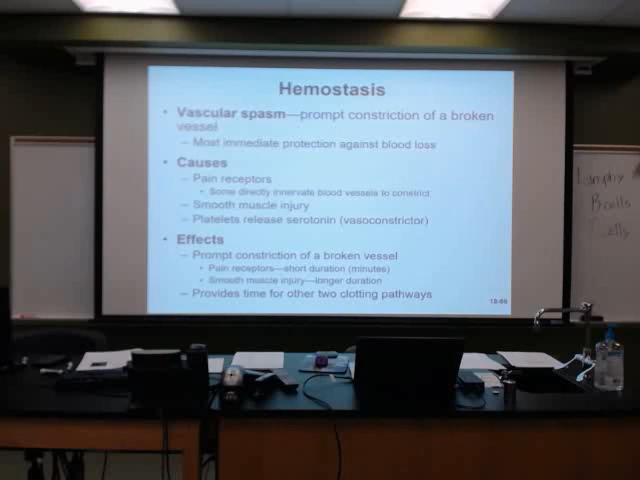 Hemostasis
• Vascular spasm—prompt constriction of a broken
vessel
– Most immediate protection against blood loss
• Causes
– Pain receptors
• Some directly innervate blood vessels to constrict
– Smooth muscle injury
– Platelets release serotonin (vasoconstrictor)
• Effects
– Prompt constriction of a broken vessel
• Pain receptors—short duration (minutes)
• Smooth muscle injury—longer duration
– Provides time for other two clotting pathways
B cells
cells